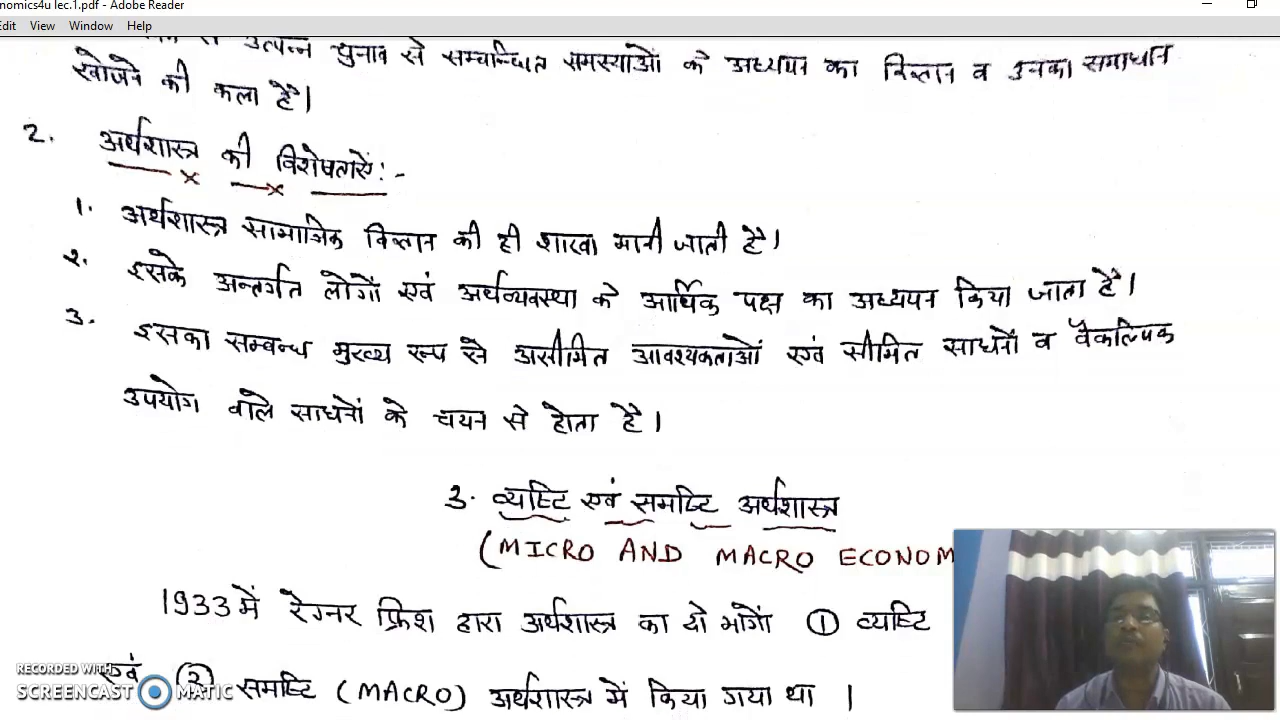 nomics4u lec.1.pdf - Adobe Reader
Edit View Window Help
उत्पन्न चुनाव से सम्बन्धित समस्याओं के अध्ययन का विज्ञान व उनका समाधान
खोजने की कला है।
2. अर्थशास्त्र की विशेषताऐं:-
1. अर्थशास्त्र सामाजिक विज्ञान की ही शाखा मानी जाती है।
2. इसके अन्तर्गत लोगों एवं अर्थव्यवस्था के आर्थिक पक्ष का अध्ययन किया जाता है।
3. इसका सम्बन्ध मुख्य रूप से असीमित आवश्यकताओं एवं सीमित साधनों व वैकल्पिक
उपयोग वाले साधनों के चयन से होता है।
3. व्यष्टि एवं समष्टि अर्थशास्त्र
(MICRO AND MACRO ECONOM
1933 में रेग्नर फ्रिश द्वारा अर्थशास्त्र का दो भागों ① व्यष्टि
एवं ② समष्टि (MACRO) अर्थशास्त्र में किया गया था।
RECORDED WITH
SCREENCAST MATIC